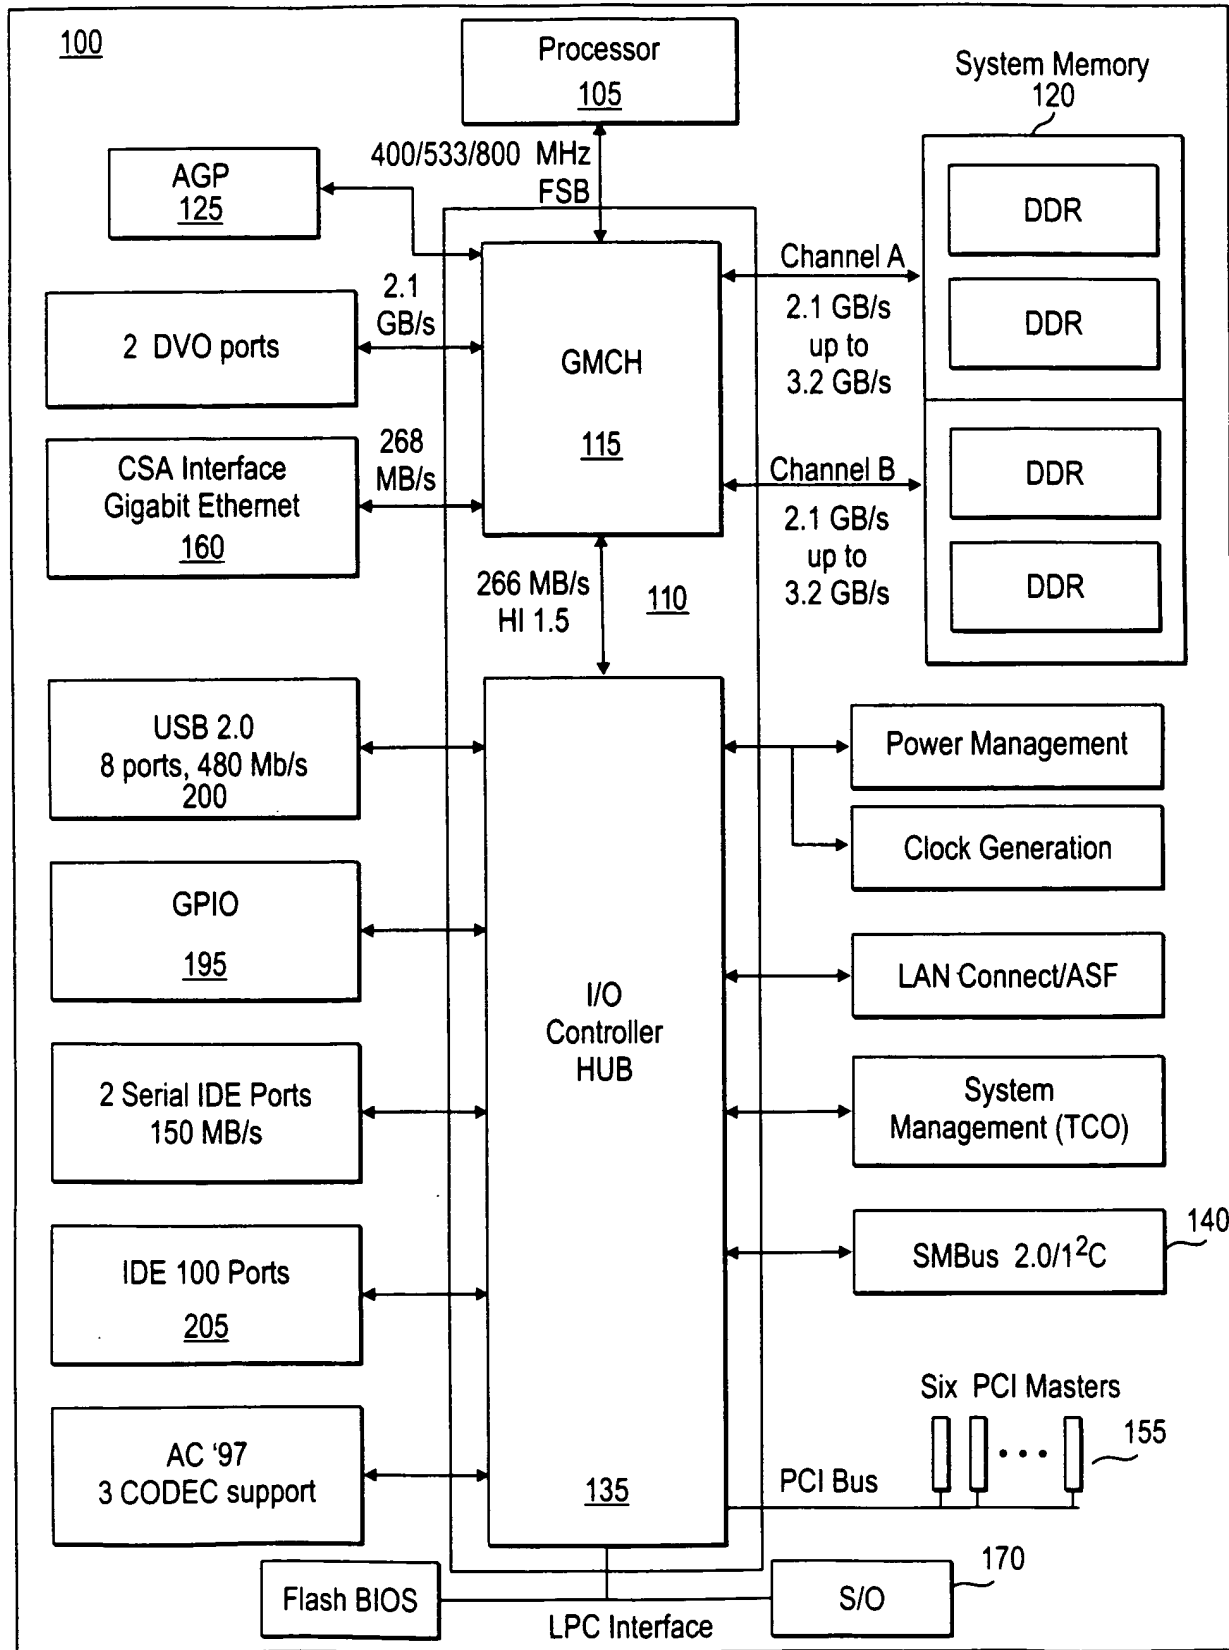 100
Processor
105
System Memory
120
400/533/800 MHz
FSB
AGP
125
DDR
DDR
DDR
DDR
2.1
GB/s
2 DVO ports
GMCH
115
Channel A
2.1 GB/s
up to
3.2 GB/s
Channel B
2.1 GB/s
up to
3.2 GB/s
268
MB/s
CSA Interface
Gigabit Ethernet
160
266 MB/s
HI 1.5
110
USB 2.0
8 ports, 480 Mb/s
200
Power Management
Clock Generation
GPIO
195
LAN Connect/ASF
I/O
Controller
HUB
135
2 Serial IDE Ports
150 MB/s
System
Management (TCO)
IDE 100 Ports
205
SMBus 2.0/1²C
140
Six PCI Masters
155
AC ‘97
3 CODEC support
PCI Bus
Flash BIOS
LPC Interface
S/O
170